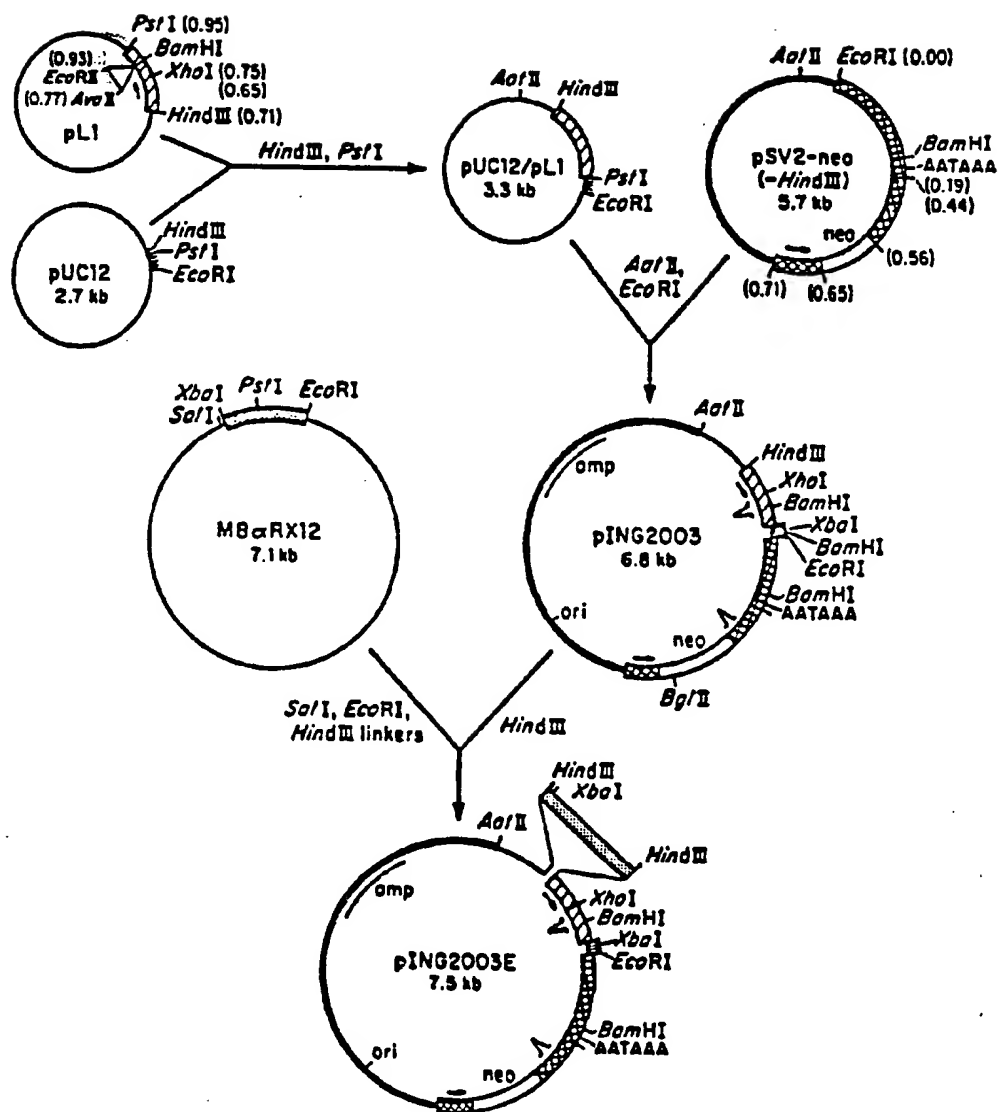 PstI (0.95)
BamHI
(0.93)
EcoRII
XhoI (0.75)
(0.65)
(0.77) AvaII
HindIII (0.71)
pL1
HindIII, PstI
HindIII
PstI
EcoRI
pUC12
2.7 kb
AatII
HindIII
pUC12/pL1
3.3 kb
PstI
EcoRI
AatII
EcoRI (0.00)
BamHI
AATAAA
(0.19)
(0.44)
pSV2-neo
(-HindIII)
5.7 kb
neo
(0.56)
(0.71)
(0.65)
AatII,
EcoRI
XbaI
SalI
PstI
EcoRI
M8αRX12
7.1 kb
AatII
HindIII
amp
XhoI
BamHI
XbaI
BamHI
EcoRI
pING2003
6.8 kb
BamHI
AATAAA
ori
neo
BglII
SalI, EcoRI,
HindIII linkers
HindIII
HindIII
XbaI
AatII
HindIII
amp
XhoI
BamHI
XbaI
EcoRI
pING2003E
7.5 kb
BamHI
AATAAA
ori
neo